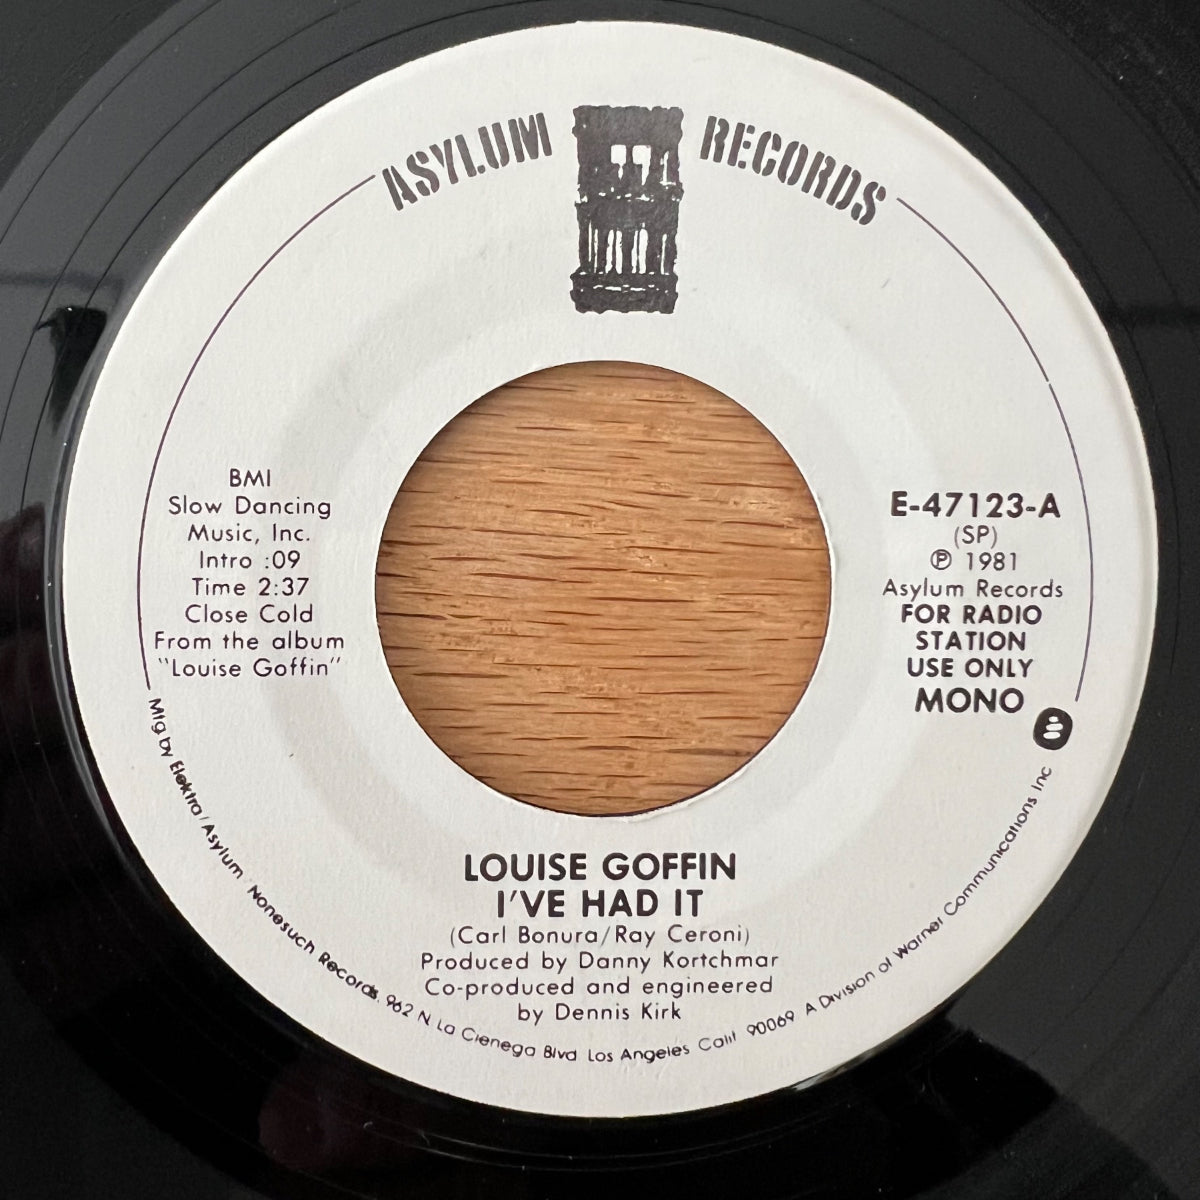 ASYLUM RECORDS
BMI
Slow Dancing
Music, Inc.
Intro :09
Time 2:37
Close Cold
From the album
"Louise Goffin"
E-47123-A
(SP)
℗ 1981
Asylum Records
FOR RADIO
STATION
USE ONLY
MONO
LOUISE GOFFIN
I'VE HAD IT
(Carl Bonura/Ray Ceroni)
Produced by Danny Kortchmar
Co-produced and engineered
by Dennis Kirk
Mfg by Elektra/Asylum Nonesuch Records, 962 N La Cienega Blvd Los Angeles Calif 90069 A Division of Warner Communications Inc